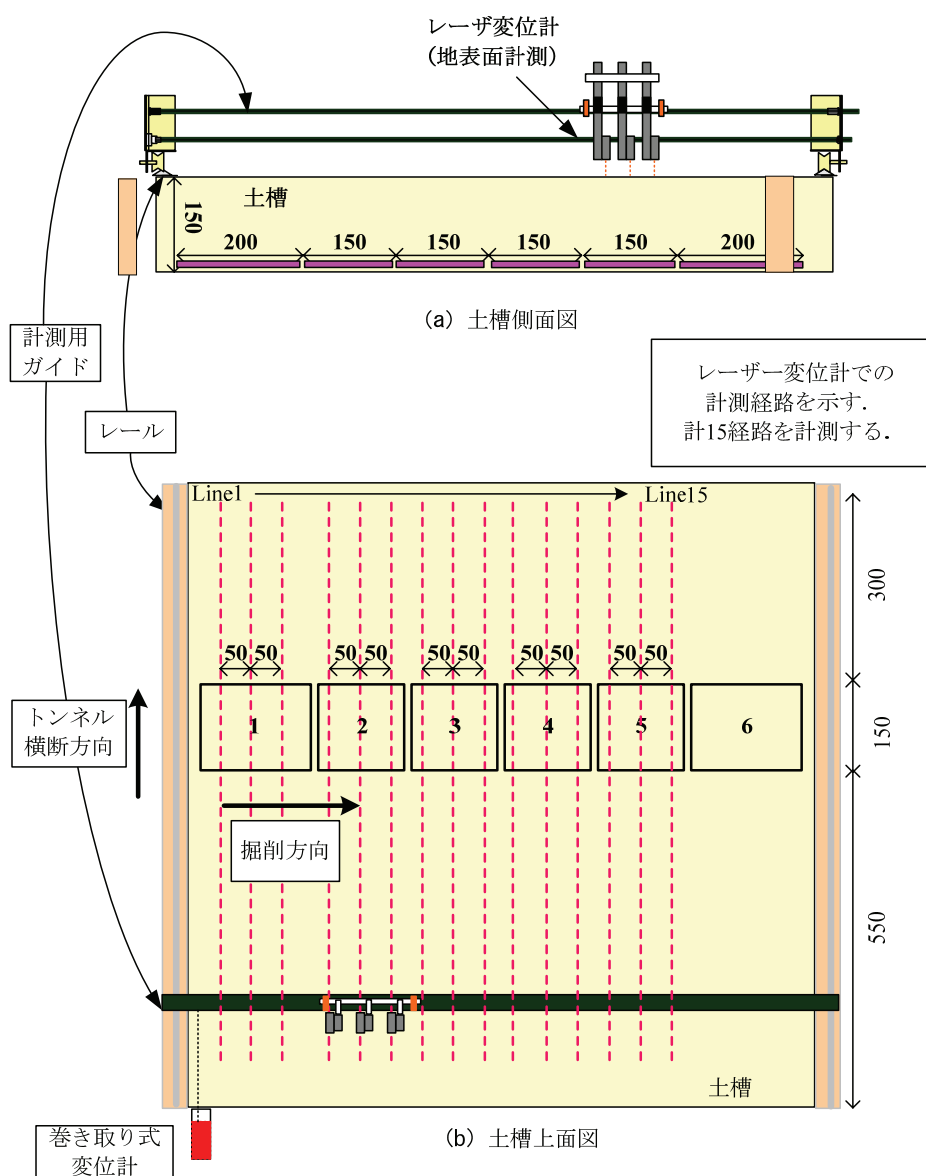 レーザ変位計
(地表面計測)
土槽
150
200
150
150
150
150
200
(a) 土槽側面図
計測用
ガイド
レーザー変位計での
計測経路を示す.
計15経路を計測する.
レール
Line1
Line15
300
50 50
50 50
50 50
50 50
50 50
トンネル
横断方向
1
2
3
4
5
6
150
掘削方向
550
土槽
巻き取り式
変位計
(b) 土槽上面図